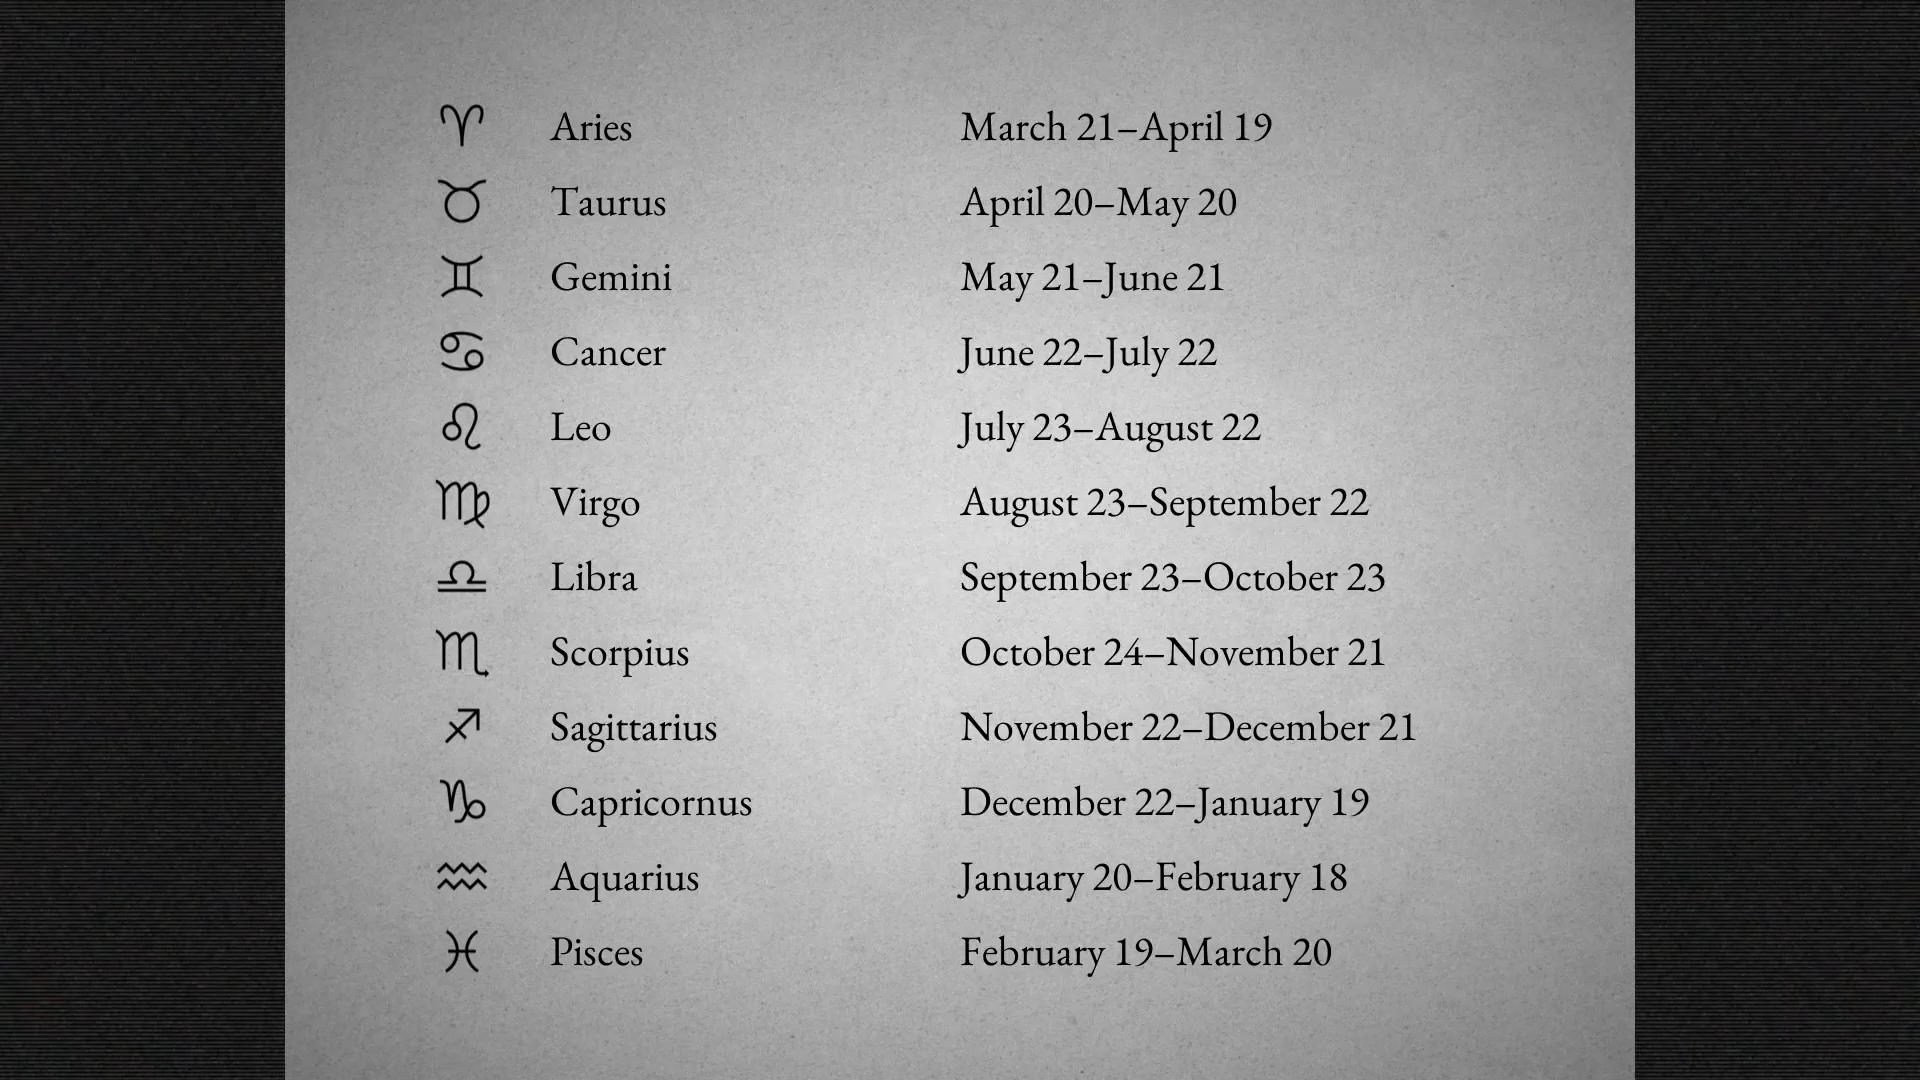 ♈ Aries March 21–April 19
♉ Taurus April 20–May 20
♊ Gemini May 21–June 21
♋ Cancer June 22–July 22
♌ Leo July 23–August 22
♍ Virgo August 23–September 22
♎ Libra September 23–October 23
♏ Scorpius October 24–November 21
♐ Sagittarius November 22–December 21
♑ Capricornus December 22–January 19
♒ Aquarius January 20–February 18
♓ Pisces February 19–March 20